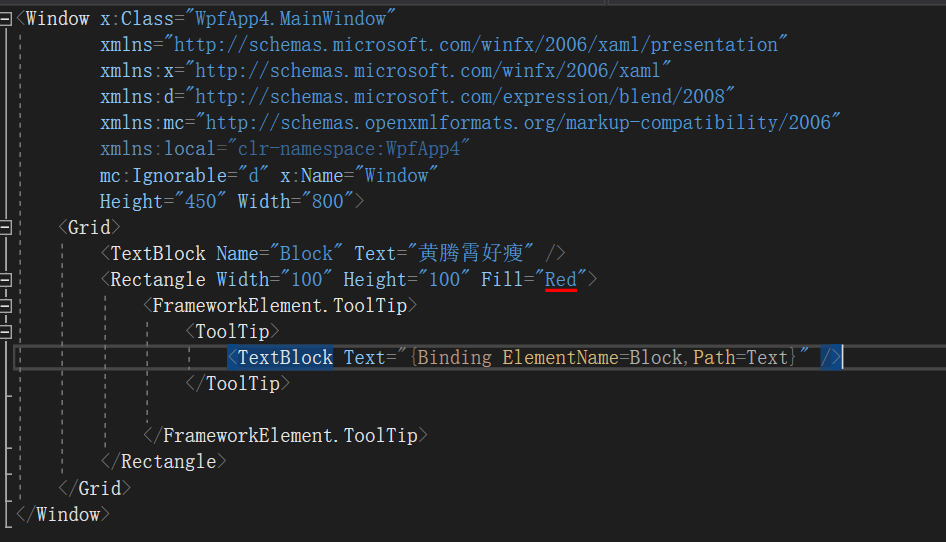 <Window x:Class="WpfApp4.MainWindow"
xmlns="http://schemas.microsoft.com/winfx/2006/xaml/presentation"
xmlns:x="http://schemas.microsoft.com/winfx/2006/xaml"
xmlns:d="http://schemas.microsoft.com/expression/blend/2008"
xmlns:mc="http://schemas.openxmlformats.org/markup-compatibility/2006"
xmlns:local="clr-namespace:WpfApp4"
mc:Ignorable="d" x:Name="Window"
Height="450" Width="800">
<Grid>
<TextBlock Name="Block" Text="黄腾霄好瘦" />
<Rectangle Width="100" Height="100" Fill="Red">
<FrameworkElement.ToolTip>
<ToolTip>
<TextBlock Text="{Binding ElementName=Block,Path=Text}" />
</ToolTip>
</FrameworkElement.ToolTip>
</Rectangle>
</Grid>
</Window>